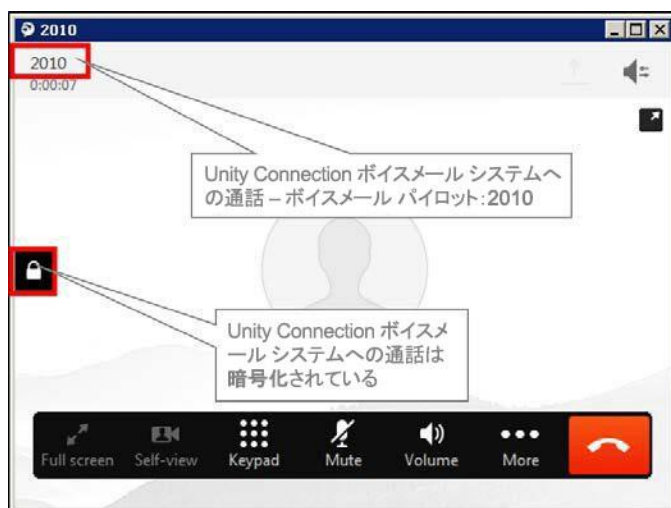 2010
2010
0:00:07
Unity Connection ボイスメール システムへ
の通話 – ボイスメール パイロット：2010
Unity Connection ボイスメ
ール システムへの通話は
暗号化されている
Full screen Self-view Keypad Mute Volume More